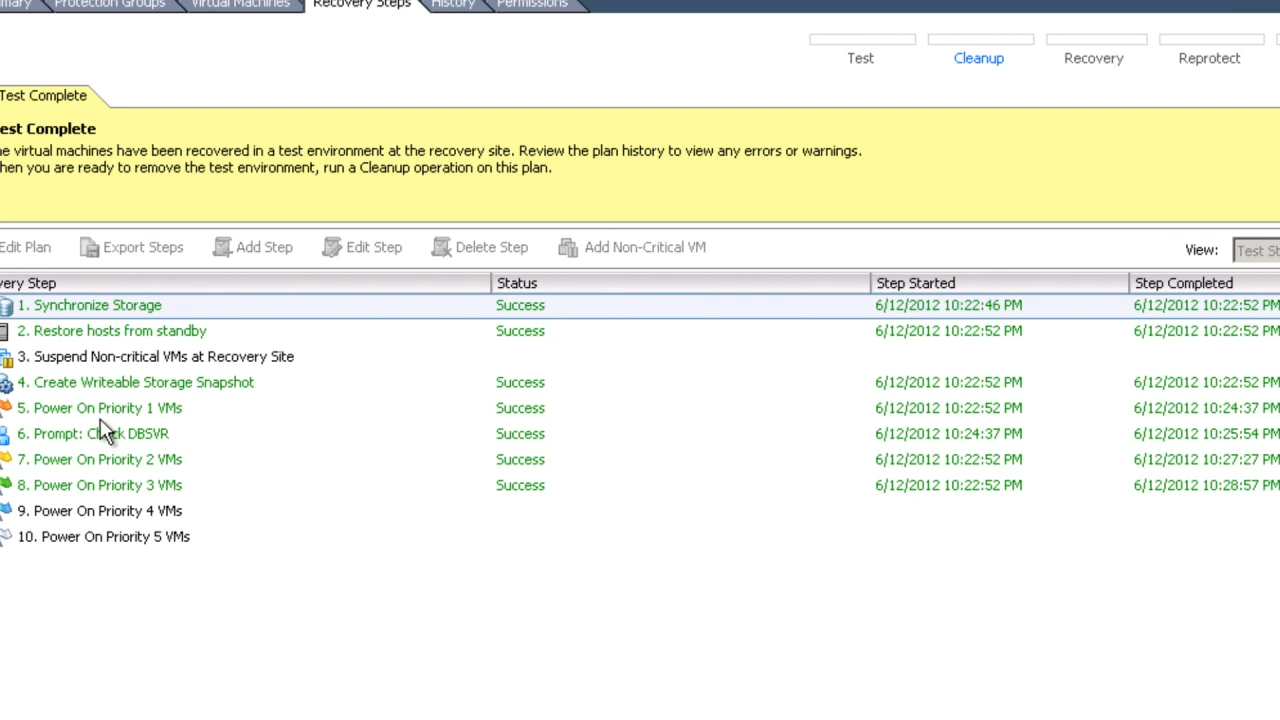 Protection Groups Virtual Machines Recovery Steps History Permissions
Test Cleanup Recovery Reprotect
Test Complete
est Complete
e virtual machines have been recovered in a test environment at the recovery site. Review the plan history to view any errors or warnings.
hen you are ready to remove the test environment, run a Cleanup operation on this plan.
Edit Plan Export Steps Add Step Edit Step Delete Step Add Non-Critical VM View: Test St
very Step Status Step Started Step Completed
1. Synchronize Storage Success 6/12/2012 10:22:46 PM 6/12/2012 10:22:52 PM
2. Restore hosts from standby Success 6/12/2012 10:22:52 PM 6/12/2012 10:22:52 PM
3. Suspend Non-critical VMs at Recovery Site
4. Create Writeable Storage Snapshot Success 6/12/2012 10:22:52 PM 6/12/2012 10:22:52 PM
5. Power On Priority 1 VMs Success 6/12/2012 10:22:52 PM 6/12/2012 10:24:37 PM
6. Prompt: Check DBSVR Success 6/12/2012 10:24:37 PM 6/12/2012 10:25:54 PM
7. Power On Priority 2 VMs Success 6/12/2012 10:22:52 PM 6/12/2012 10:27:27 PM
8. Power On Priority 3 VMs Success 6/12/2012 10:22:52 PM 6/12/2012 10:28:57 PM
9. Power On Priority 4 VMs
10. Power On Priority 5 VMs